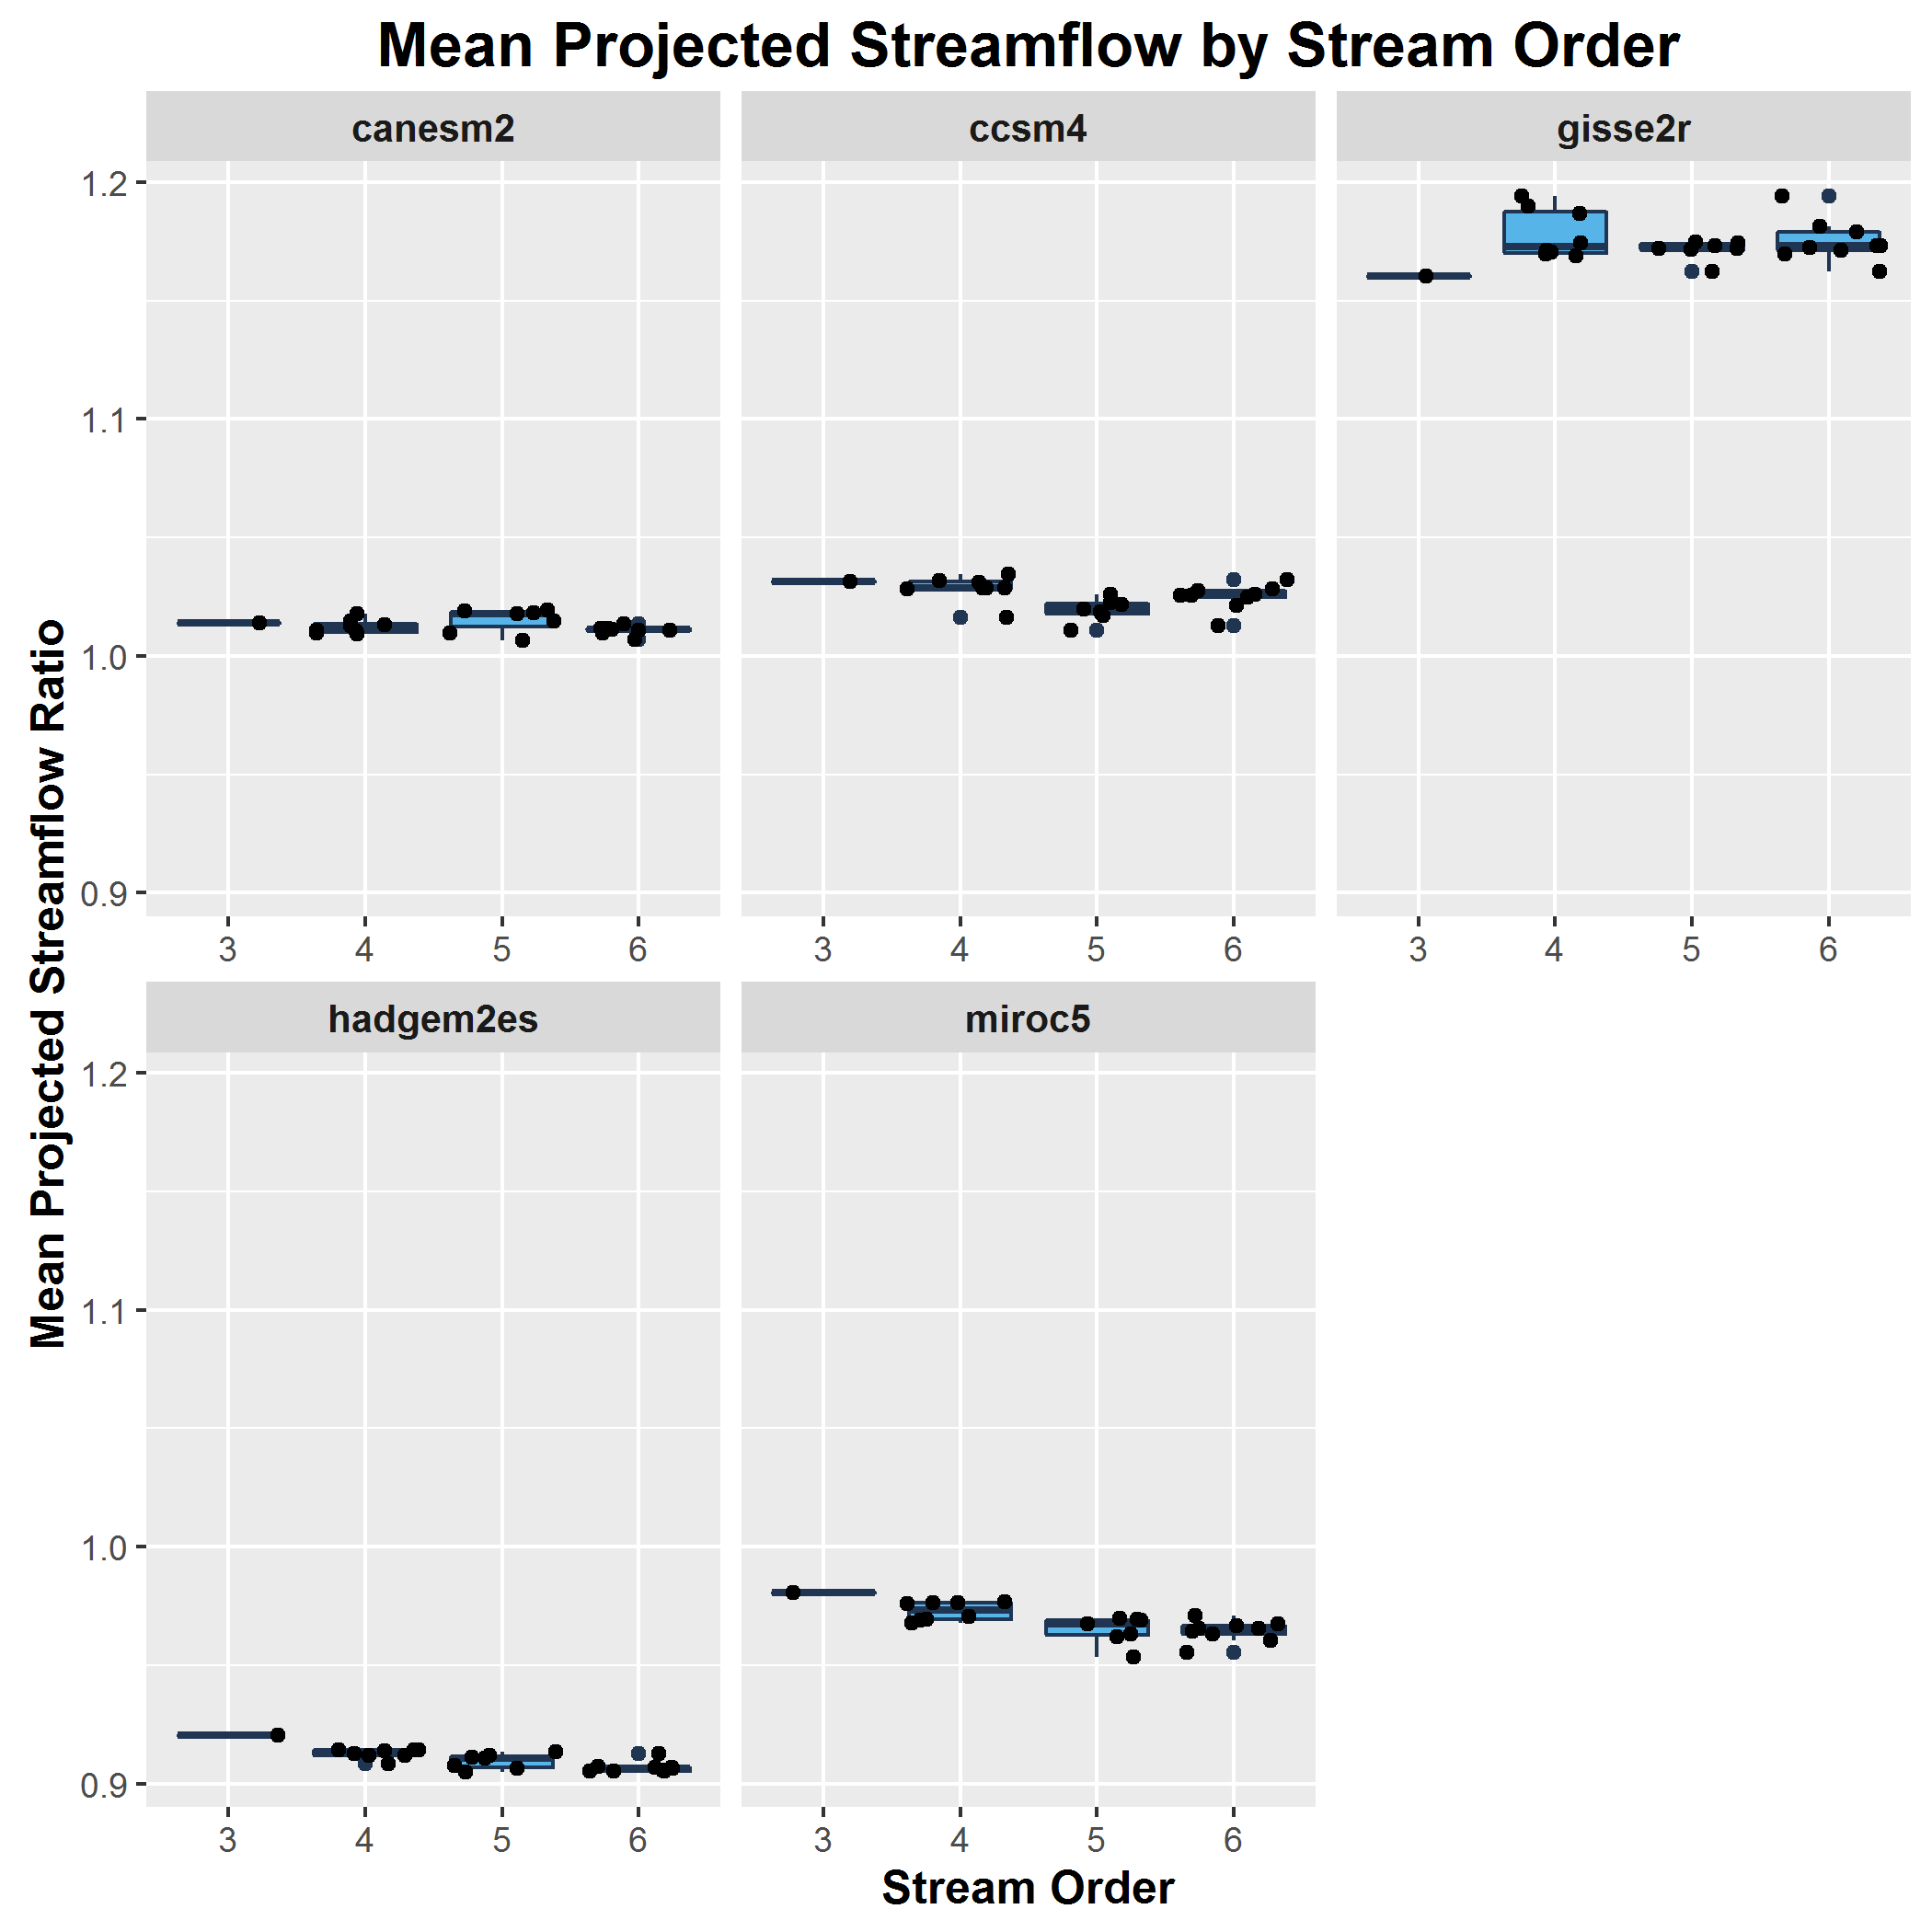 Mean Projected Streamflow by Stream Order
canesm2
ccsm4
gisse2r
1.2
1.1
1.0
0.9
3 4 5 6
3 4 5 6
3 4 5 6
hadgem2es
miroc5
1.2
1.1
1.0
0.9
3 4 5 6
3 4 5 6
Mean Projected Streamflow Ratio
Stream Order